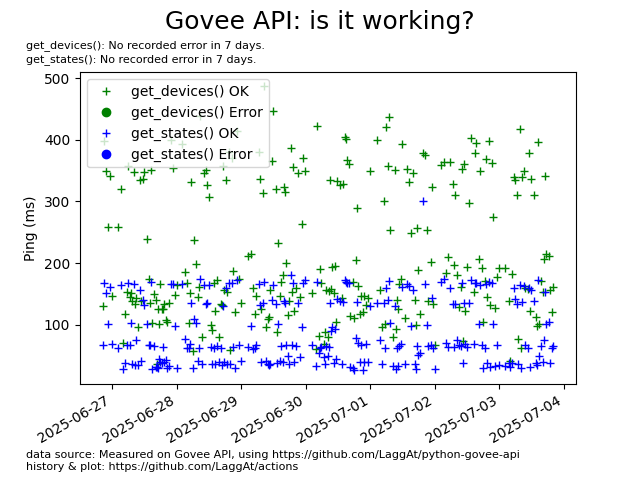 Govee API: is it working?
get_devices(): No recorded error in 7 days.
get_states(): No recorded error in 7 days.
500
400
300
200
100
Ping (ms)
get_devices() OK
get_devices() Error
get_states() OK
get_states() Error
2025-06-27
2025-06-28
2025-06-29
2025-06-30
2025-07-01
2025-07-02
2025-07-03
2025-07-04
data source: Measured on Govee API, using https://github.com/LaggAt/python-govee-api
history & plot: https://github.com/LaggAt/actions